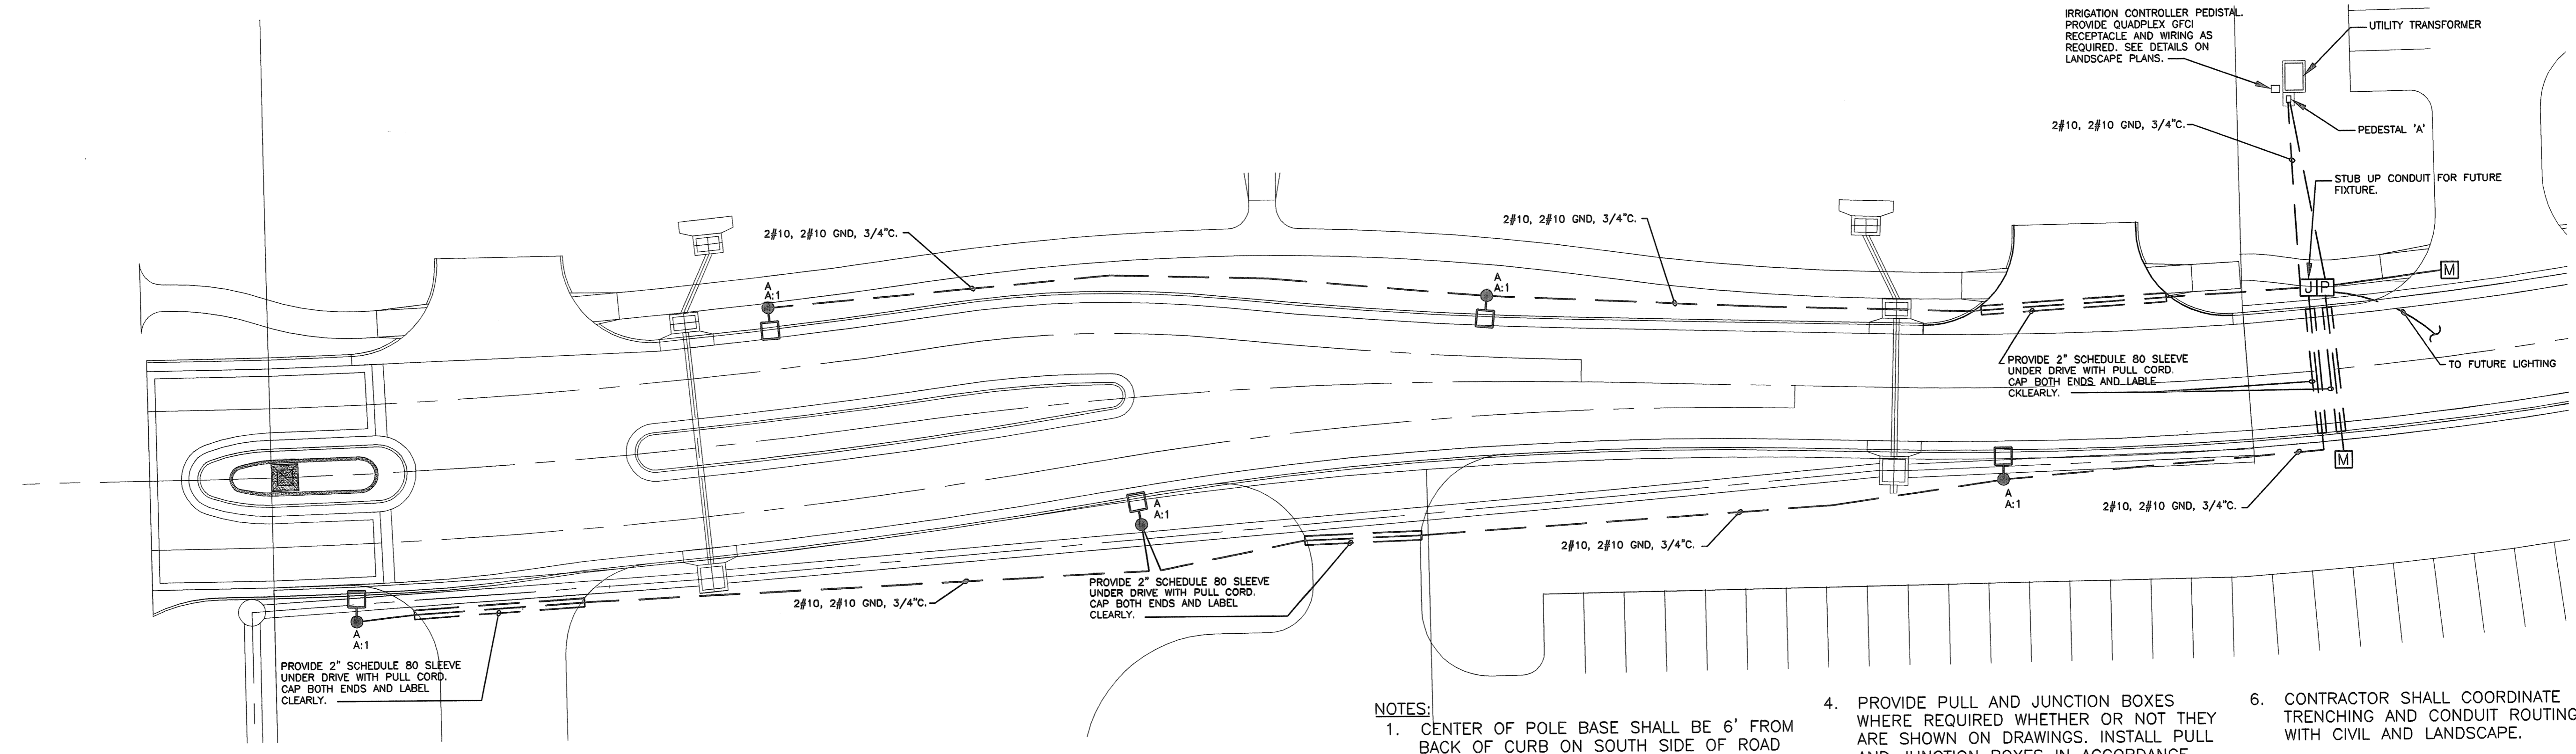 IRRIGATION CONTROLLER PEDISTAL.
PROVIDE QUADPLEX GFCI
RECEPTACLE AND WIRING AS
REQUIRED. SEE DETAILS ON
LANDSCAPE PLANS.
UTILITY TRANSFORMER
2#10, 2#10 GND, 3/4"C.
PEDESTAL 'A'
STUB UP CONDUIT FOR FUTURE
FIXTURE.
2#10, 2#10 GND, 3/4"C.
2#10, 2#10 GND, 3/4"C.
A
A:1
A
A:1
M
J P
PROVIDE 2" SCHEDULE 80 SLEEVE
UNDER DRIVE WITH PULL CORD.
CAP BOTH ENDS AND LABLE
CKLEARLY.
TO FUTURE LIGHTING
M
A
A:1
A
A:1
2#10, 2#10 GND, 3/4"C.
2#10, 2#10 GND, 3/4"C.
PROVIDE 2" SCHEDULE 80 SLEEVE
UNDER DRIVE WITH PULL CORD.
CAP BOTH ENDS AND LABEL
CLEARLY.
2#10, 2#10 GND, 3/4"C.
A
A:1
PROVIDE 2" SCHEDULE 80 SLEEVE
UNDER DRIVE WITH PULL CORD.
CAP BOTH ENDS AND LABEL
CLEARLY.
NOTES:
1. CENTER OF POLE BASE SHALL BE 6' FROM
BACK OF CURB ON SOUTH SIDE OF ROAD
4. PROVIDE PULL AND JUNCTION BOXES
WHERE REQUIRED WHETHER OR NOT THEY
ARE SHOWN ON DRAWINGS. INSTALL PULL
AND JUNCTION BOXES IN ACCORDANCE
6. CONTRACTOR SHALL COORDINATE
TRENCHING AND CONDUIT ROUTING
WITH CIVIL AND LANDSCAPE.